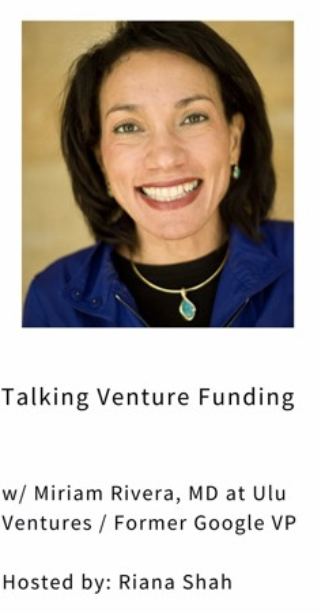 Talking Venture Funding
w/ Miriam Rivera, MD at Ulu
Ventures / Former Google VP
Hosted by: Riana Shah